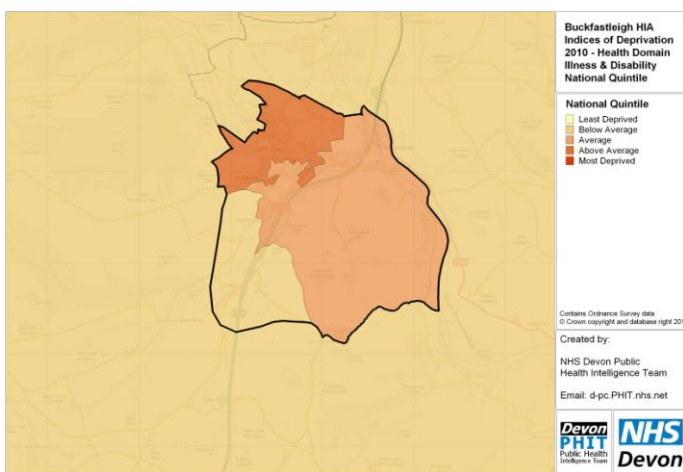 Buckfastleigh HIA
Indices of Deprivation
2010 - Health Domain
Illness & Disability
National Quintile
National Quintile
Least Deprived
Below Average
Average
Above Average
Most Deprived
Contains Ordnance Survey data
© Crown copyright and database right 201
Created by:
NHS Devon Public
Health Intelligence Team
Email: d-pc.PHIT.nhs.net
Devon
PHIT
Public Health
Intelligence Team
NHS
Devon